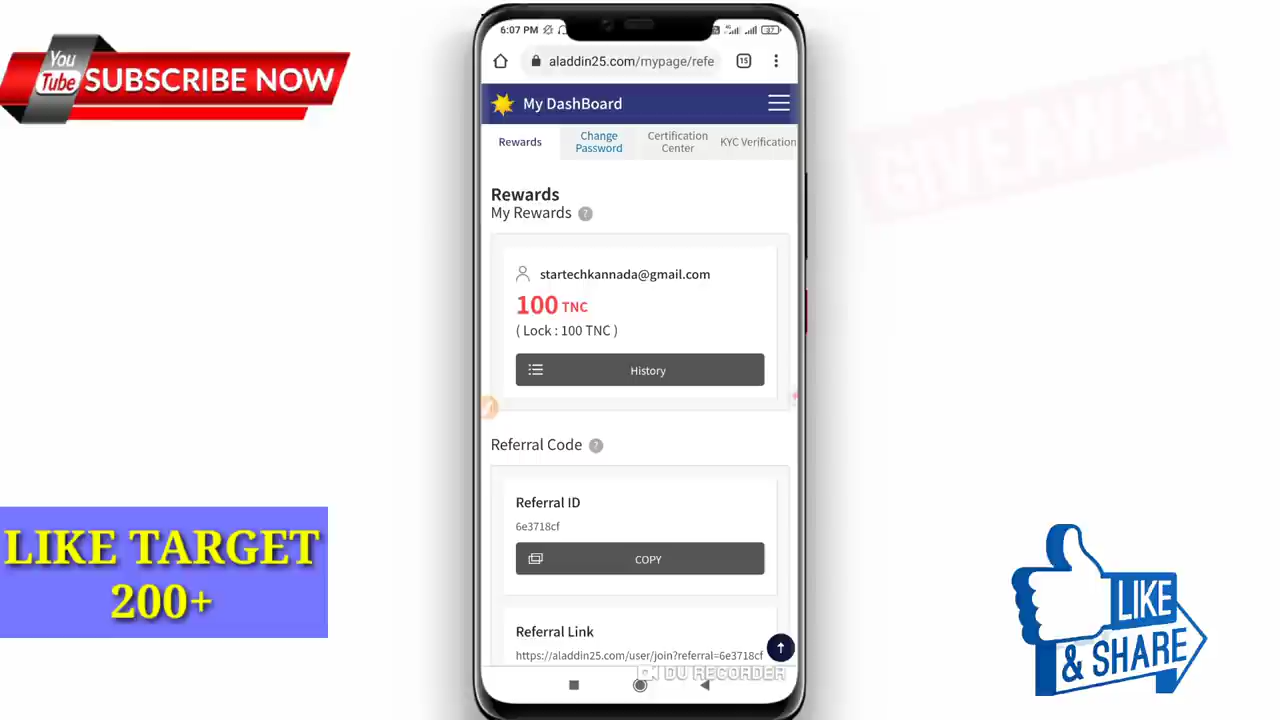 You
Tube SUBSCRIBE NOW
6:07 PM
37
aladdin25.com/mypage/refe
15
My DashBoard
Rewards
Change
Password
Certification
Center
KYC Verification
GIVEAWAY!
Rewards
My Rewards ?
startechkannada@gmail.com
100 TNC
( Lock : 100 TNC )
History
Referral Code ?
Referral ID
6e3718cf
COPY
Referral Link
https://aladdin25.com/user/join?referral=6e3718cf
DU RECORDER
LIKE TARGET
200+
LIKE
& SHARE